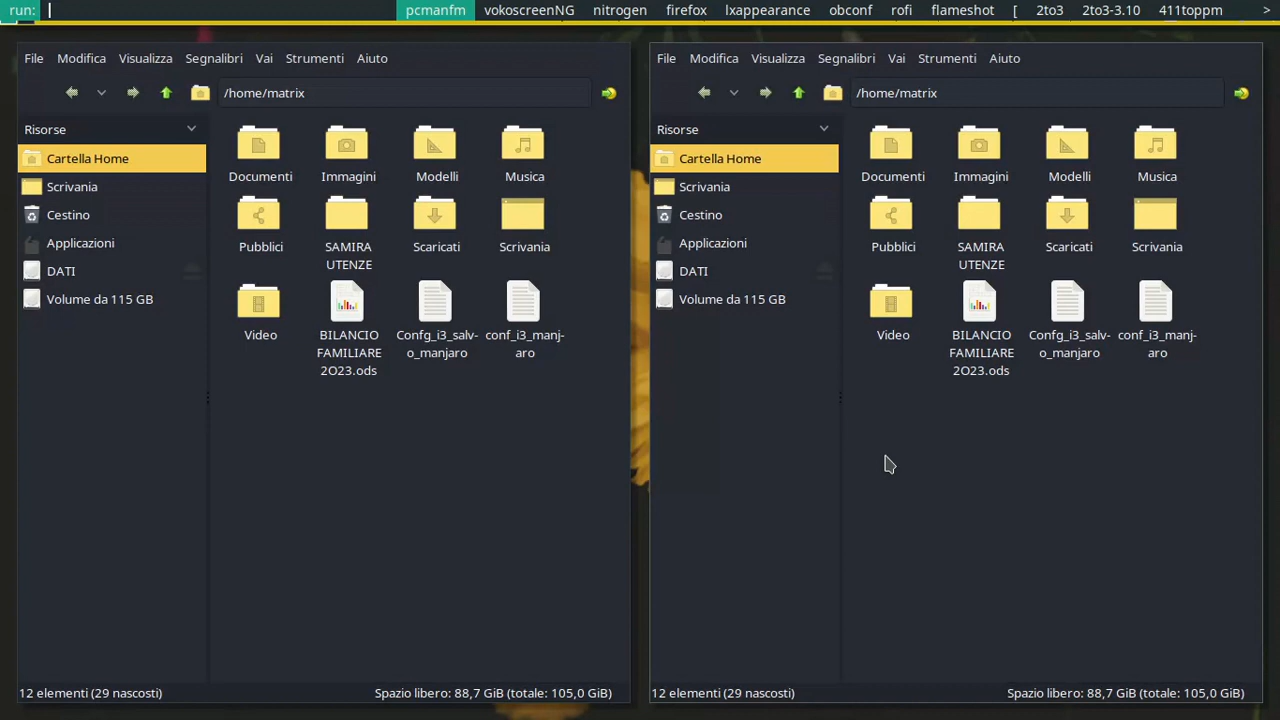 run: pcmanfm vokoscreenNG nitrogen firefox lxappearance obconf rofi flameshot [ 2to3 2to3-3.10 411toppm >
File Modifica Visualizza Segnalibri Vai Strumenti Aiuto
/home/matrix
Risorse
Cartella Home
Scrivania
Cestino
Applicazioni
DATI
Volume da 115 GB
Documenti Immagini Modelli Musica
Pubblici SAMIRA UTENZE Scaricati Scrivania
Video BILANCIO FAMILIARE 2O23.ods Confg_i3_salv-o_manjaro conf_i3_manj-aro
12 elementi (29 nascosti) Spazio libero: 88,7 GiB (totale: 105,0 GiB)
File Modifica Visualizza Segnalibri Vai Strumenti Aiuto
/home/matrix
Risorse
Cartella Home
Scrivania
Cestino
Applicazioni
DATI
Volume da 115 GB
Documenti Immagini Modelli Musica
Pubblici SAMIRA UTENZE Scaricati Scrivania
Video BILANCIO FAMILIARE 2O23.ods Confg_i3_salv-o_manjaro conf_i3_manj-aro
12 elementi (29 nascosti) Spazio libero: 88,7 GiB (totale: 105,0 GiB)